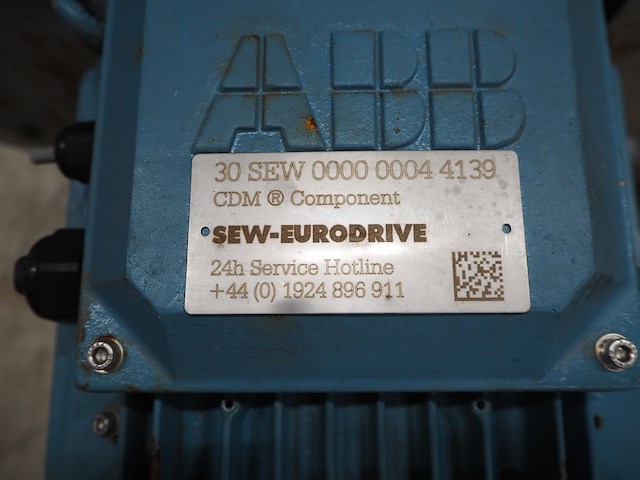 ABB
30 SEW 0000 0004 4139
CDM ® Component
SEW-EURODRIVE
24h Service Hotline
+44 (0) 1924 896 911